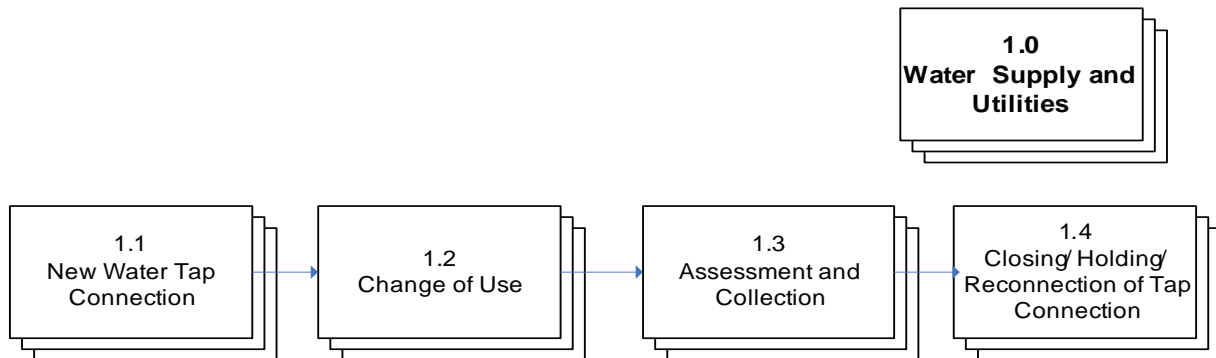 1.0
Water Supply and
Utilities
1.1
New Water Tap
Connection
1.2
Change of Use
1.3
Assessment and
Collection
1.4
Closing/ Holding/
Reconnection of Tap
Connection